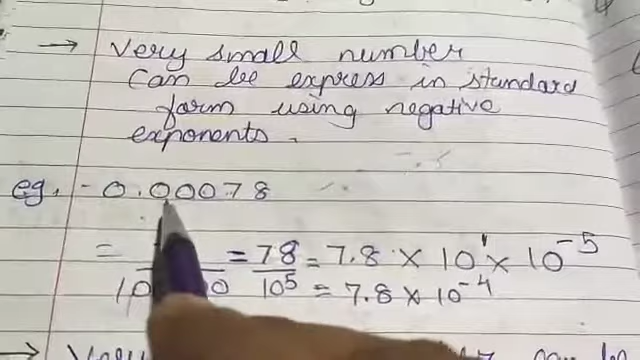 → Very small number
Can be express in standard
form using negative
exponents.
eg. - 0.00078
= = 78/10⁵ = 7.8 × 10¹ × 10⁻⁵
= 7.8 × 10⁻⁴
→